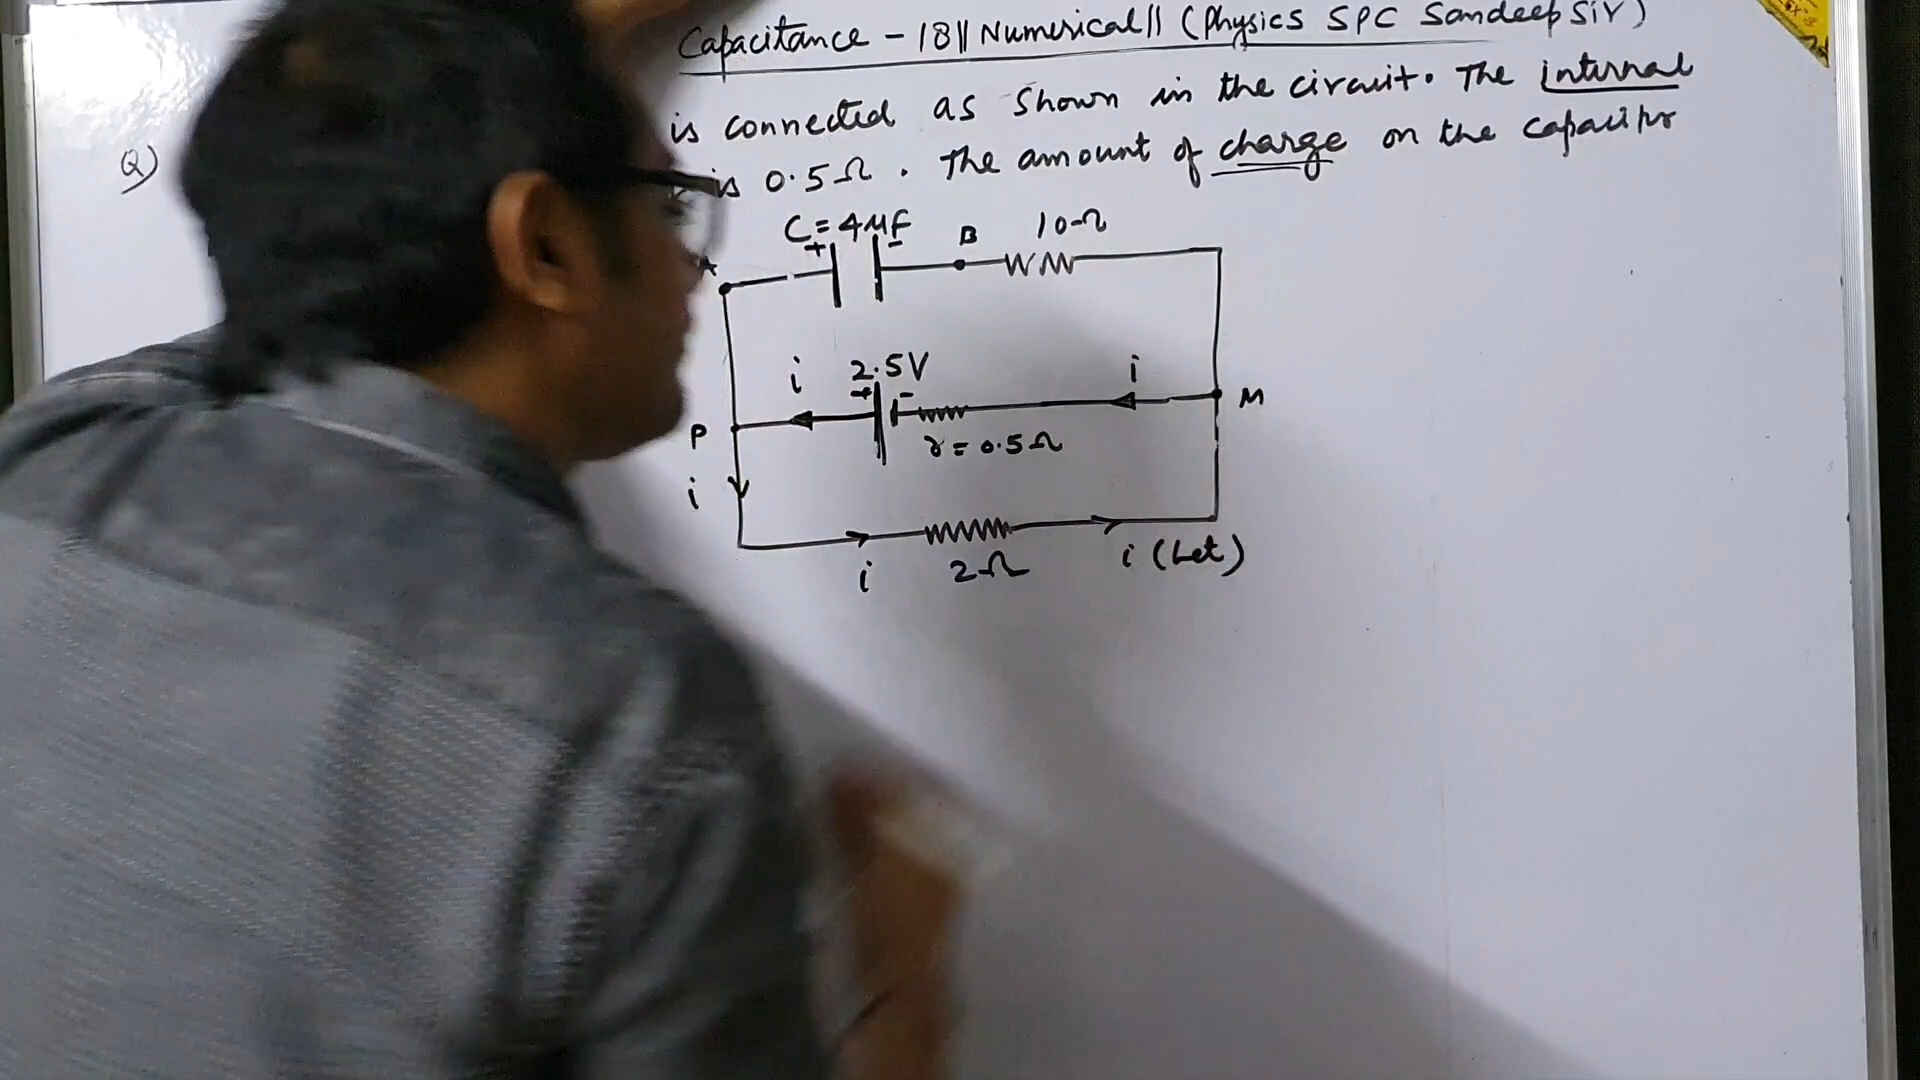 Capacitance - 18 || Numerical || (Physics SPC Sandeep Sir)
is connected as shown in the circuit. The internal
Q)
is 0.5Ω. The amount of charge on the capacitor
C = 4μF
+ -
A
B
10Ω
i
2.5V
+ -
i
M
P
r = 0.5Ω
i
i
2Ω
i (Let)